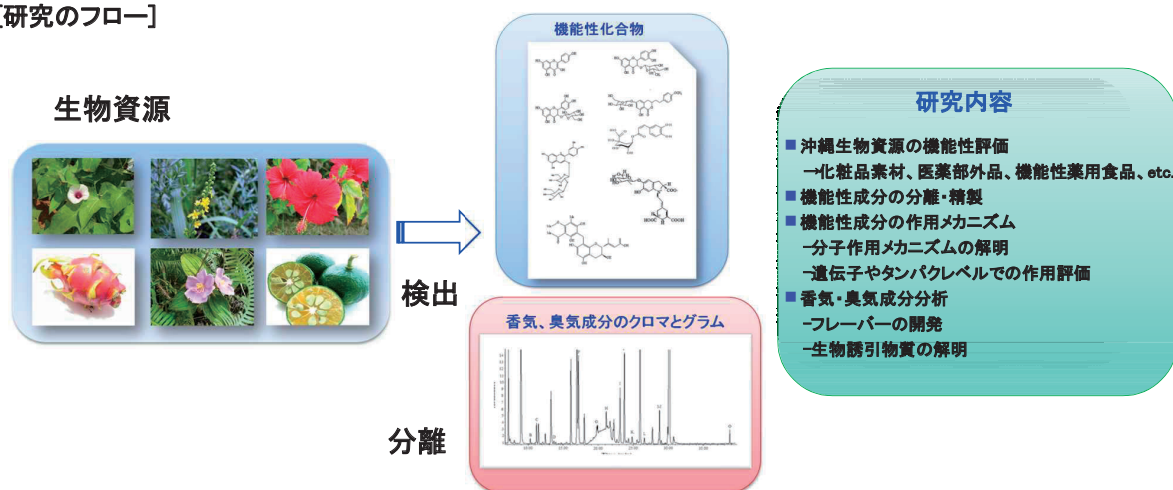 [研究のフロー]
生物資源
検出
分離
機能性化合物
香気、臭気成分のクロマとグラム
研究内容
■ 沖縄生物資源の機能性評価
→化粧品素材、医薬部外品、機能性薬用食品、etc.
■ 機能性成分の分離・精製
■ 機能性成分の作用メカニズム
-分子作用メカニズムの解明
-遺伝子やタンパクレベルでの作用評価
■ 香気・臭気成分分析
-フレーバーの開発
-生物誘引物質の解明